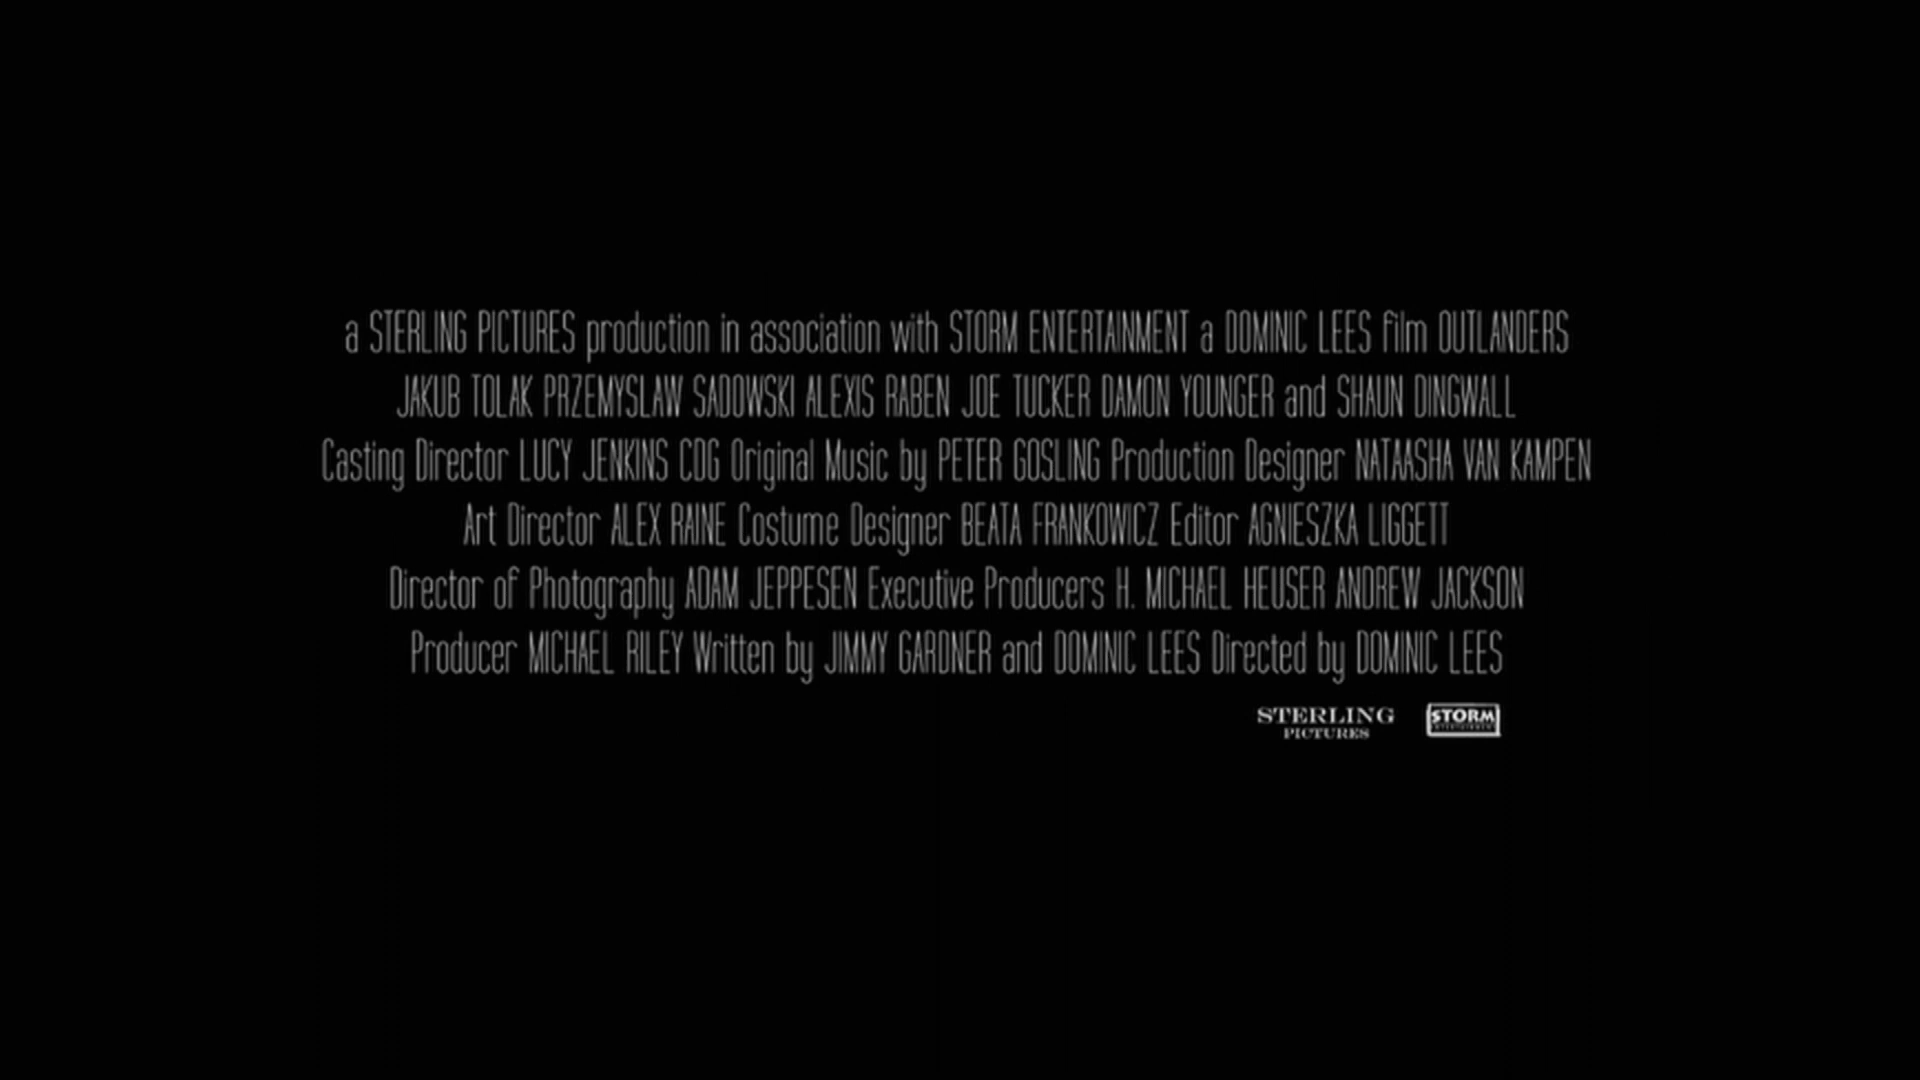 a STERLING PICTURES production in association with STORM ENTERTAINMENT a DOMINIC LEES film OUTLANDERS
JAKUB TOLAK PRZEMYSLAW SADOWSKI ALEXIS RABEN JOE TUCKER DAMON YOUNGER and SHAUN DINGWALL
Casting Director LUCY JENKINS CDG Original Music by PETER GOSLING Production Designer NATAASHA VAN KAMPEN
Art Director ALEX RAINE Costume Designer BEATA FRANKOWICZ Editor AGNIESZKA LIGGETT
Director of Photography ADAM JEPPESEN Executive Producers H. MICHAEL HEUSER ANDREW JACKSON
Producer MICHAEL RILEY Written by JIMMY GARDNER and DOMINIC LEES Directed by DOMINIC LEES
STERLING
PICTURES
STORM
ENTERTAINMENT